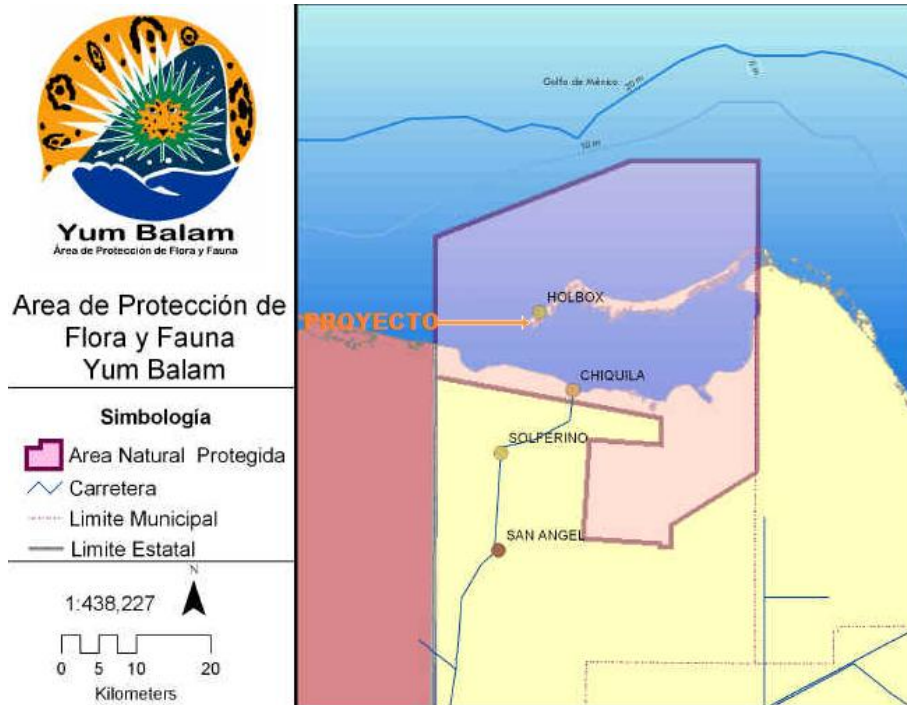 Yum Balam
Área de Protección de Flora y Fauna
Area de Protección de
Flora y Fauna
Yum Balam
Simbología
Area Natural Protegida
Carretera
Limite Municipal
Limite Estatal
N
1:438,227
0 5 10 20
Kilometers
Golfo de México
20 m
10 m
HOLBOX
PROYECTO
CHIQUILA
SOLFERINO
SAN ANGEL